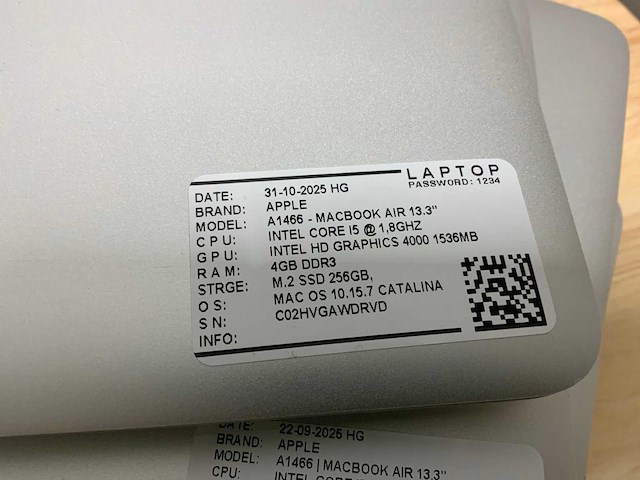 LAPTOP
PASSWORD: 1234
DATE: 31-10-2025 HG
BRAND: APPLE
MODEL: A1466 - MACBOOK AIR 13.3"
CPU: INTEL CORE I5 @ 1,8GHZ
GPU: INTEL HD GRAPHICS 4000 1536MB
RAM: 4GB DDR3
STRGE: M.2 SSD 256GB,
OS: MAC OS 10.15.7 CATALINA
SN: C02HVGAWDRVD
INFO:
DATE: 22-09-2025 HG
BRAND: APPLE
MODEL: A1466 | MACBOOK AIR 13.3"
CPU: INTEL CORE